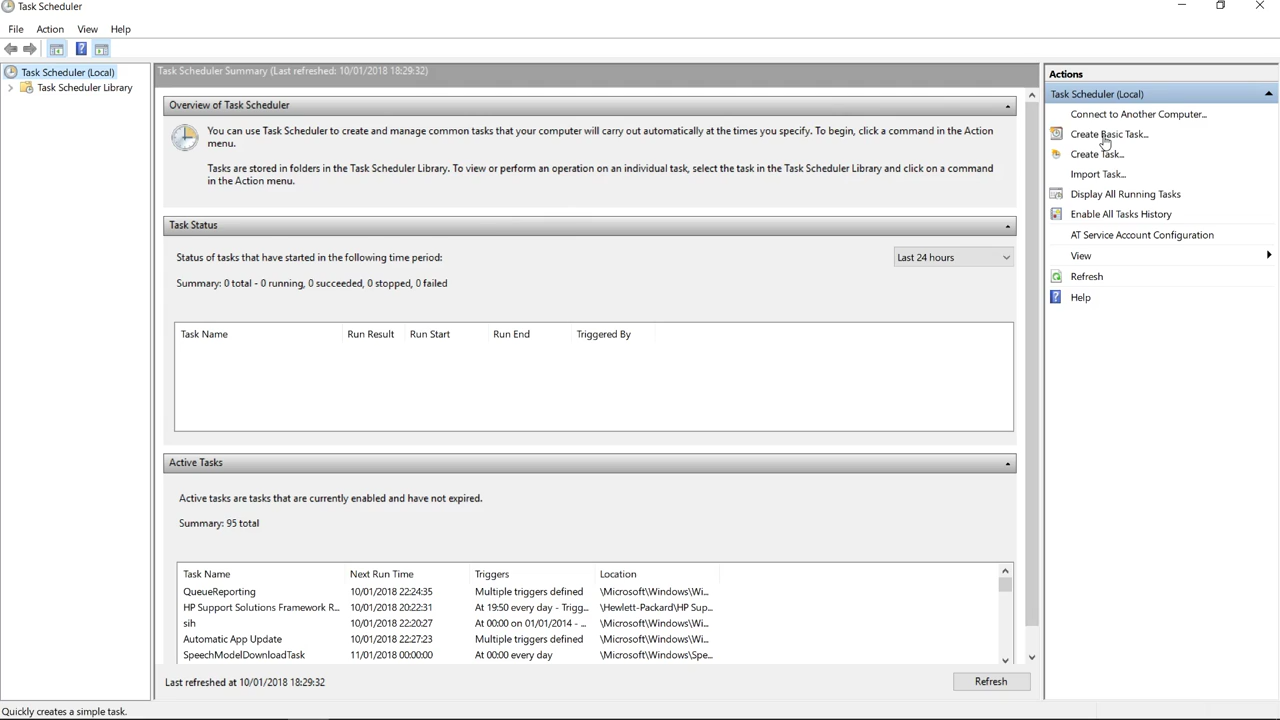 Task Scheduler
File Action View Help
Task Scheduler (Local)
Task Scheduler Library
Task Scheduler Summary (Last refreshed: 10/01/2018 18:29:32)
Overview of Task Scheduler
You can use Task Scheduler to create and manage common tasks that your computer will carry out automatically at the times you specify. To begin, click a command in the Action
menu.
Tasks are stored in folders in the Task Scheduler Library. To view or perform an operation on an individual task, select the task in the Task Scheduler Library and click on a command
in the Action menu.
Task Status
Status of tasks that have started in the following time period:
Last 24 hours
Summary: 0 total - 0 running, 0 succeeded, 0 stopped, 0 failed
Task Name Run Result Run Start Run End Triggered By
Active Tasks
Active tasks are tasks that are currently enabled and have not expired.
Summary: 95 total
Task Name Next Run Time Triggers Location
QueueReporting 10/01/2018 22:24:35 Multiple triggers defined \Microsoft\Windows\Wi...
HP Support Solutions Framework R... 10/01/2018 20:22:31 At 19:50 every day - Trigg... \Hewlett-Packard\HP Sup...
sih 10/01/2018 22:20:27 At 00:00 on 01/01/2014 - ... \Microsoft\Windows\Wi...
Automatic App Update 10/01/2018 22:27:23 Multiple triggers defined \Microsoft\Windows\Wi...
SpeechModelDownloadTask 11/01/2018 00:00:00 At 00:00 every day \Microsoft\Windows\Spe...
Last refreshed at 10/01/2018 18:29:32
Refresh
Actions
Task Scheduler (Local)
Connect to Another Computer...
Create Basic Task...
Create Task...
Import Task...
Display All Running Tasks
Enable All Tasks History
AT Service Account Configuration
View
Refresh
Help
Quickly creates a simple task.